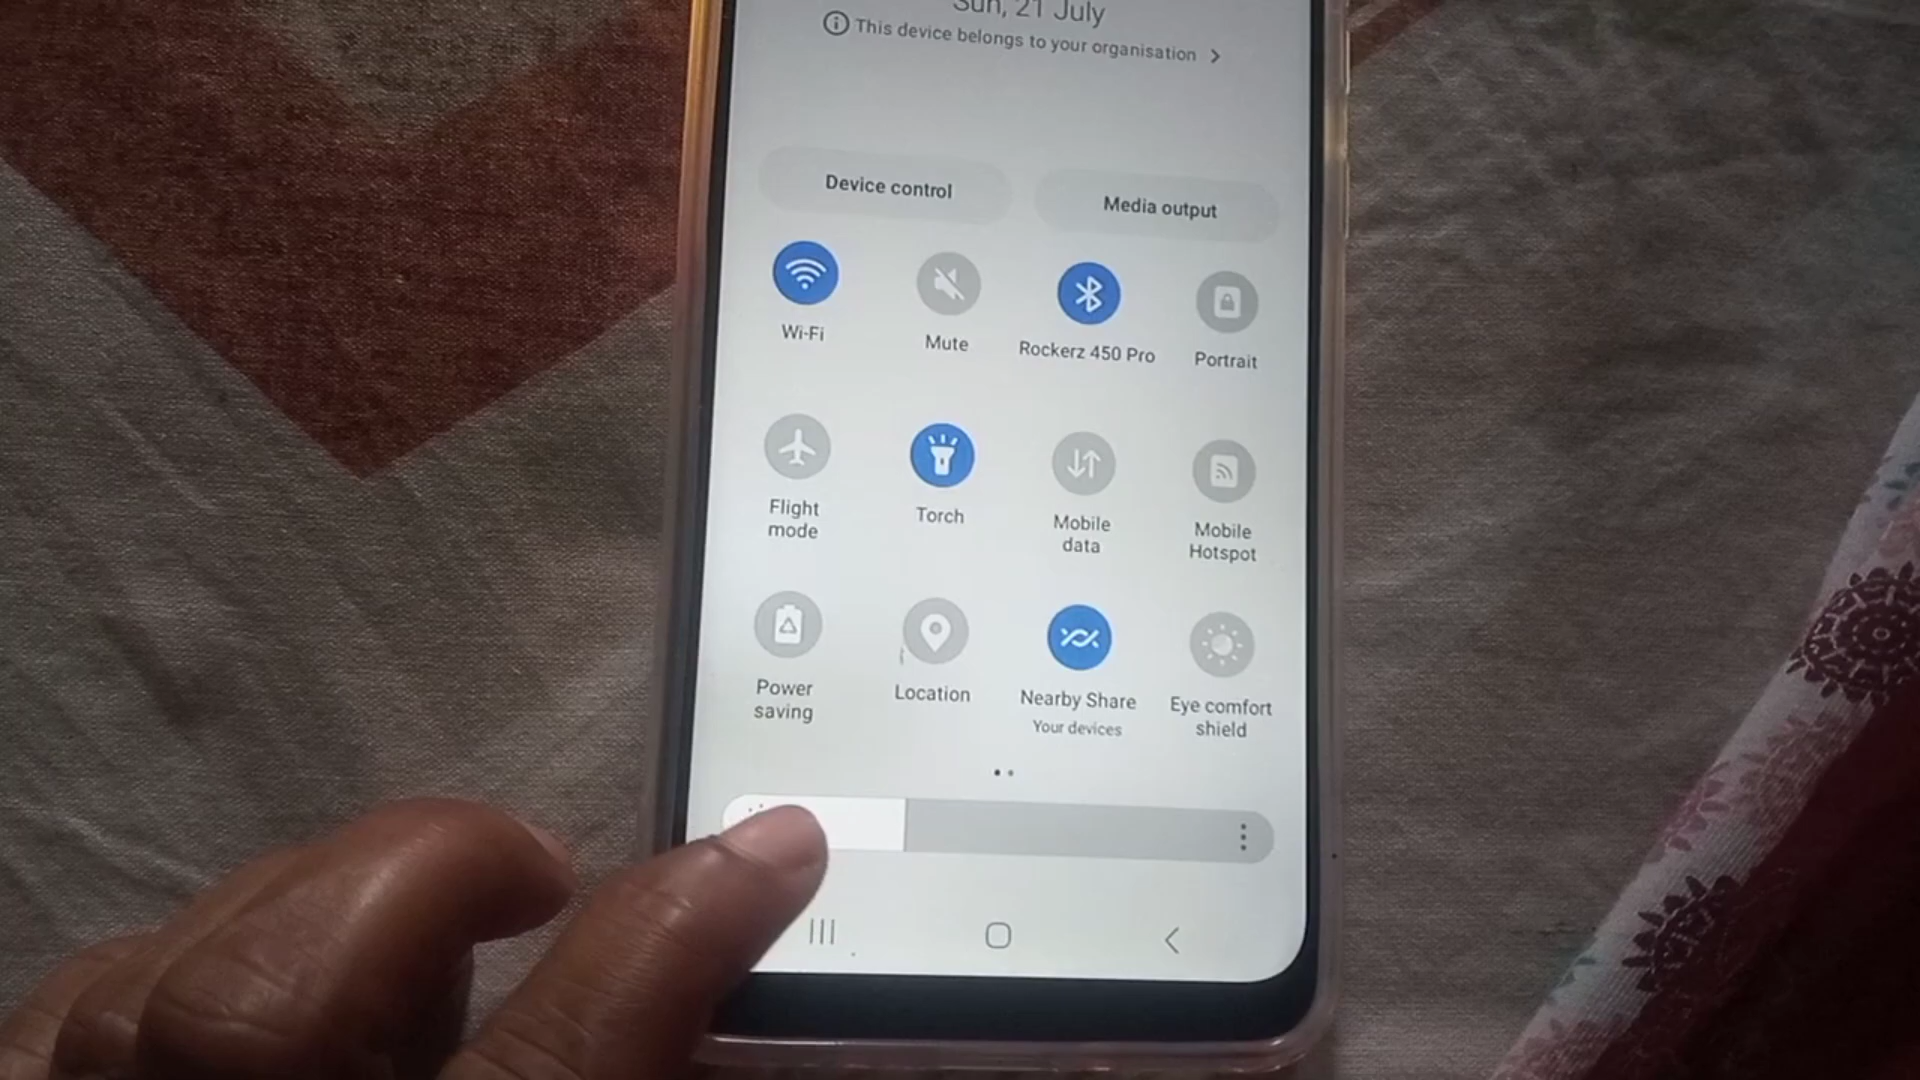 Sun, 21 July
This device belongs to your organisation
Device control
Media output
Wi-Fi
Mute
Rockerz 450 Pro
Portrait
Flight
mode
Torch
Mobile
data
Mobile
Hotspot
Power
saving
Location
Nearby Share
Your devices
Eye comfort
shield